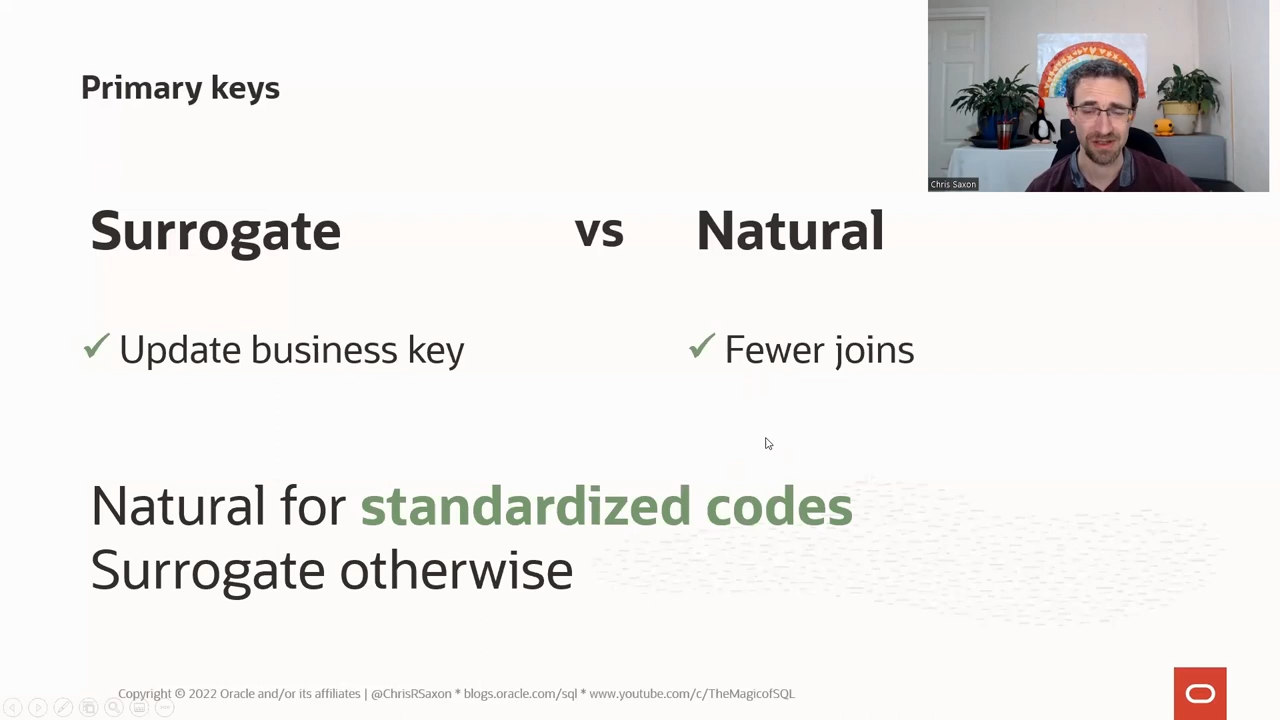 Primary keys
Chris Saxon
Surrogate vs Natural
✓ Update business key
✓ Fewer joins
Natural for standardized codes
Surrogate otherwise
Copyright © 2022 Oracle and/or its affiliates | @ChrisRSaxon * blogs.oracle.com/sql * www.youtube.com/c/TheMagicofSQL